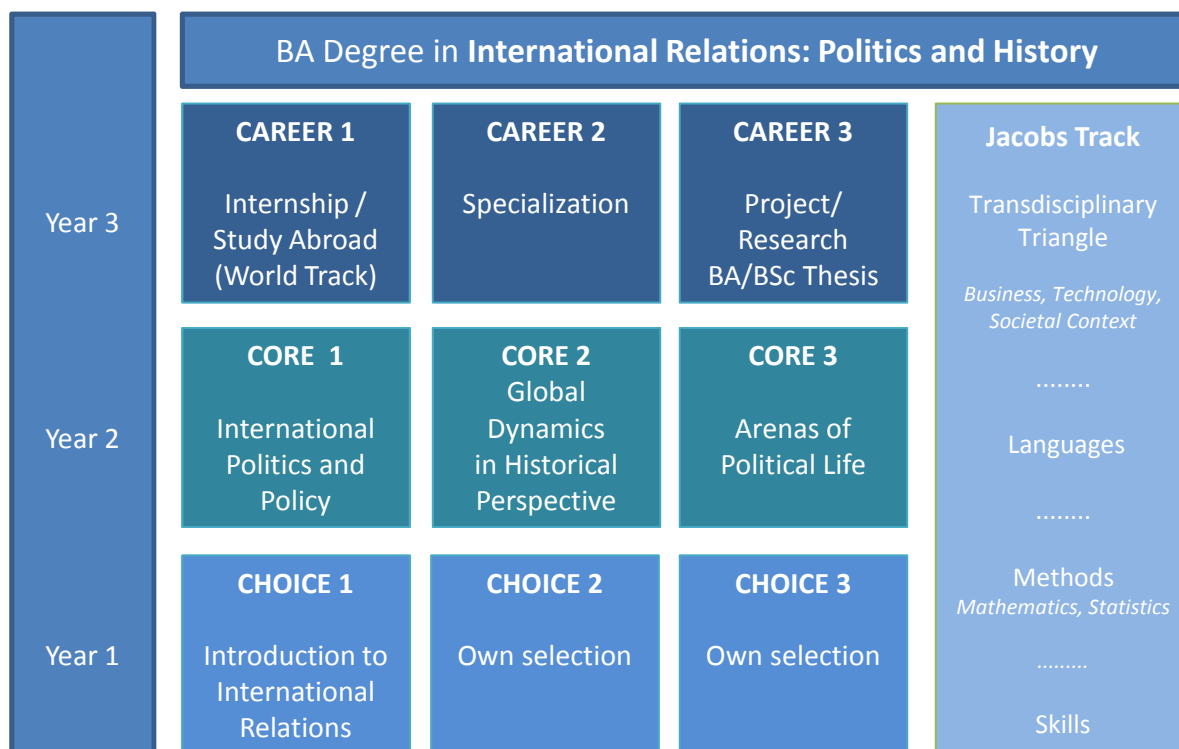 BA Degree in International Relations: Politics and History
Year 3
CAREER 1
Internship /
Study Abroad
(World Track)
CAREER 2
Specialization
CAREER 3
Project/
Research
BA/BSc Thesis
Year 2
CORE  1
International
Politics and
Policy
CORE 2
Global
Dynamics
in Historical
Perspective
CORE 3
Arenas of
Political Life
Year 1
CHOICE 1
Introduction to
International
Relations
CHOICE 2
Own selection
CHOICE 3
Own selection
Jacobs Track
Transdisciplinary
Triangle
Business, Technology,
Societal Context
........
Languages
........
Methods
Mathematics, Statistics
.........
Skills